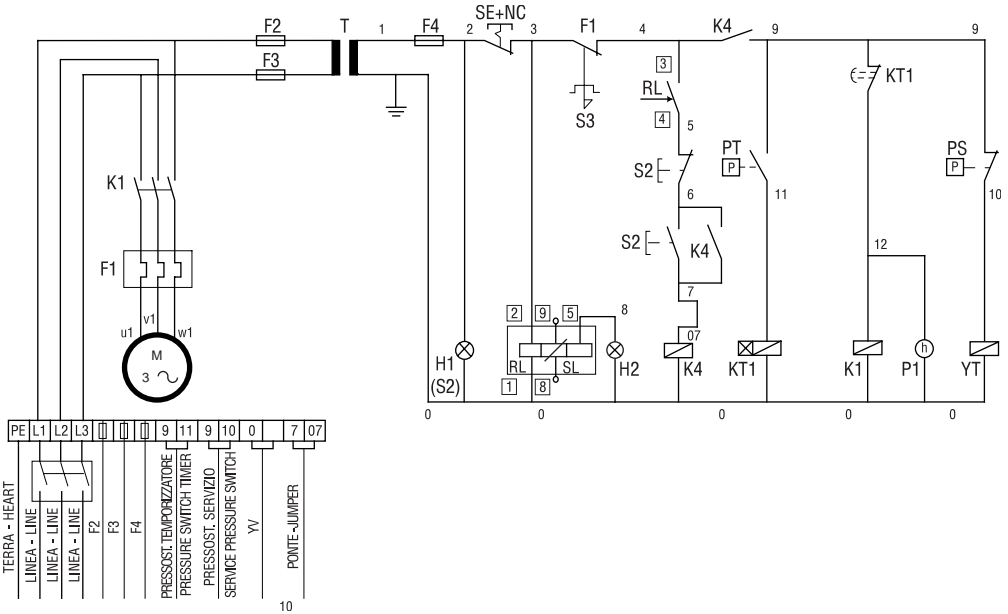 SE+NC
F2 T 1 F4 2 3 F1 4 K4 9 9
F3
3
RL
4
5
KT1
S3
PT
P
S2
PS
P
K1
6
11
10
S2
K4
12
F1
7
2 9 5 8
u1 v1 w1
07
M
3
H1
(S2)
RL SL
H2
K4
KT1
K1
h
P1
YT
1 8
0 0 0 0 0
PE L1 L2 L3 9 11 9 10 0 7 07
TERRA - HEART
LINEA - LINE
LINEA - LINE
LINEA - LINE
F2
F3
F4
PRESSOST. TEMPORIZZATORE
PRESSURE SWITCH TIMER
PRESSOST. SERVIZIO
SERVICE PRESSURE SWITCH
YV
PONTE-JUMPER
10